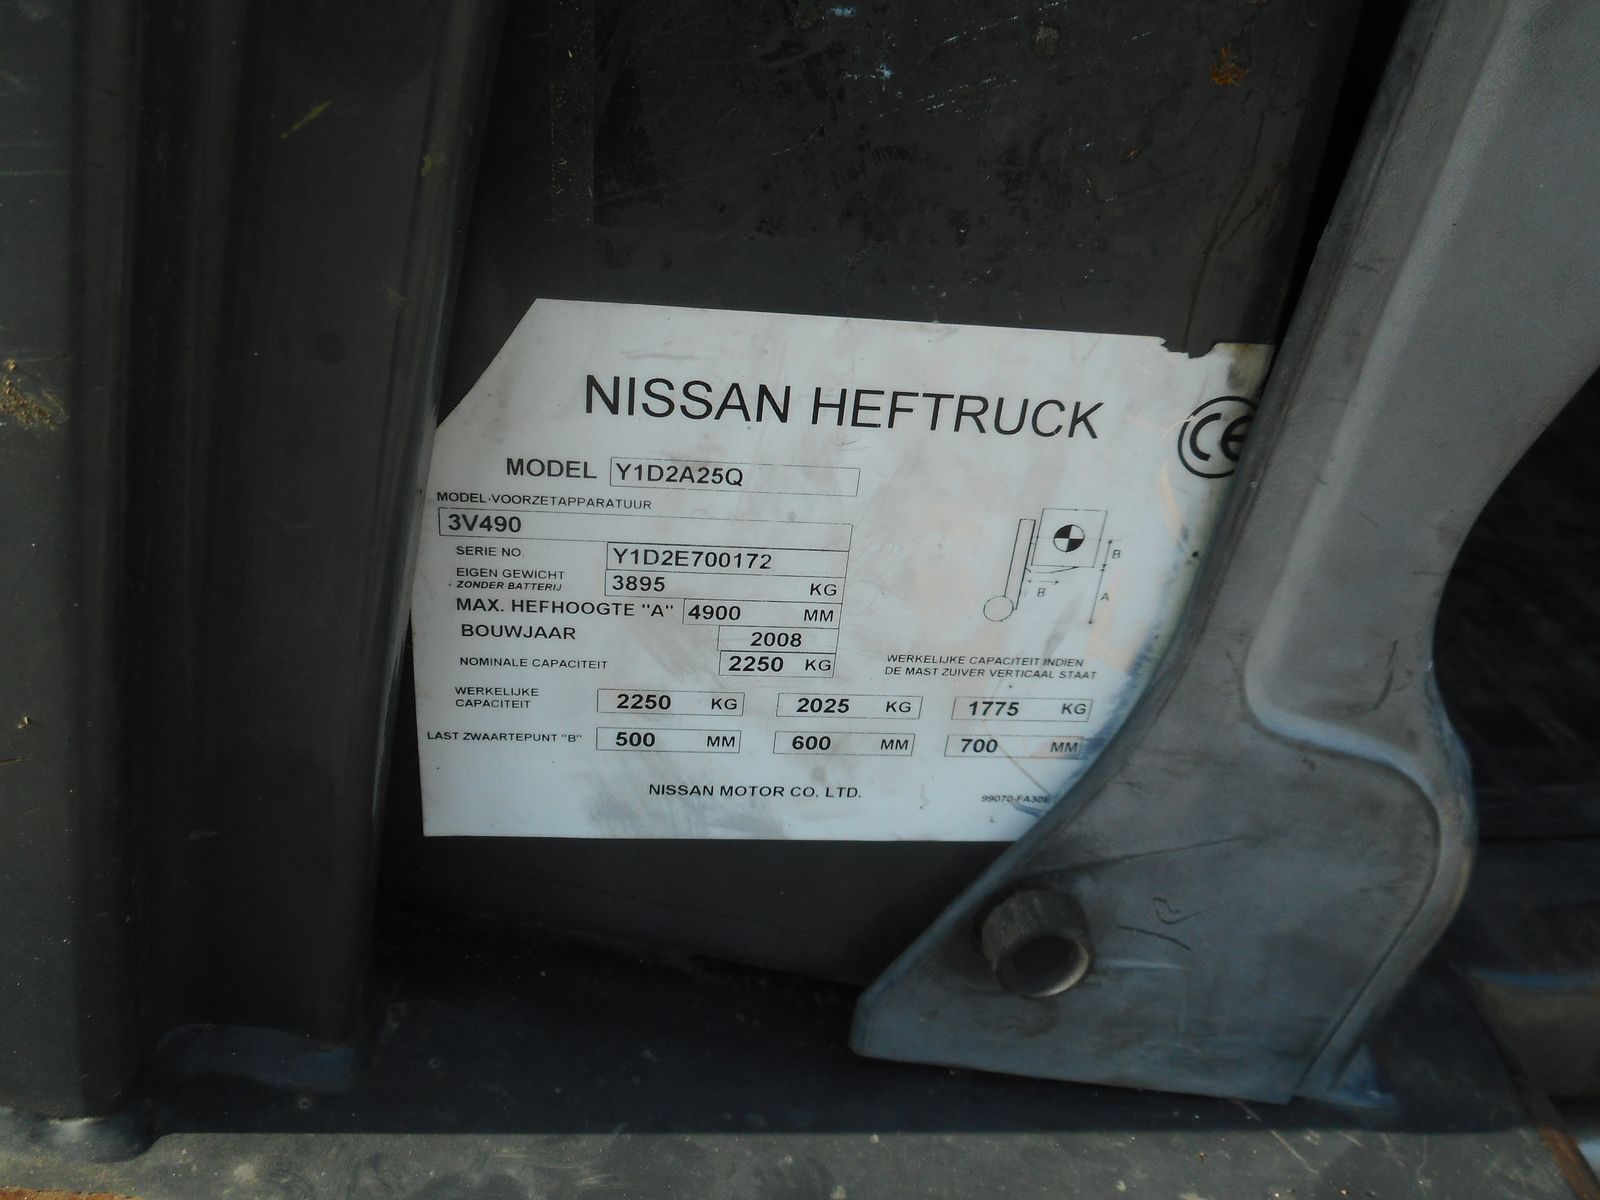 NISSAN HEFTRUCK
CE
MODEL Y1D2A25Q
MODEL-VOORZETAPPARATUUR
3V490
SERIE NO. Y1D2E700172
EIGEN GEWICHT
ZONDER BATTERIJ 3895 KG
MAX. HEFHOOGTE "A" 4900 MM
B
B
A
BOUWJAAR 2008
NOMINALE CAPACITEIT 2250 KG
WERKELIJKE CAPACITEIT INDIEN
DE MAST ZUIVER VERTICAAL STAAT
WERKELIJKE
CAPACITEIT 2250 KG 2025 KG 1775 KG
LAST ZWAARTEPUNT "B" 500 MM 600 MM 700 MM
NISSAN MOTOR CO. LTD.